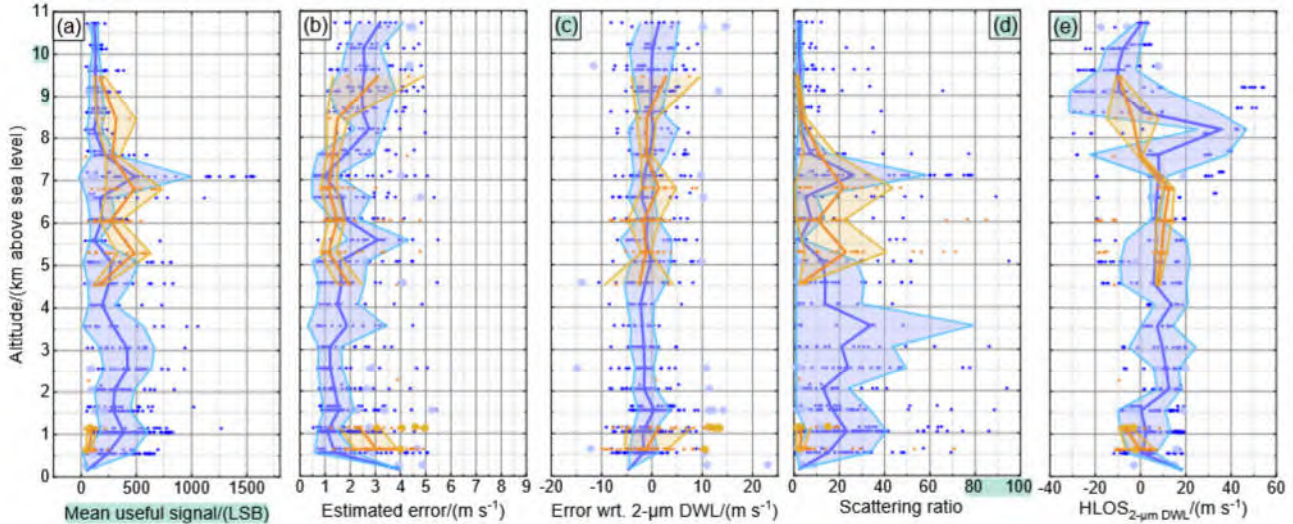 Altitude/(km above sea level)
11
10
9
8
7
6
5
4
3
2
1
0
(a)
(b)
(c)
(d)
(e)
0 500 1000 1500
0 1 2 3 4 5 6 7 8 9
-20 -10 0 10 20
0 20 40 60 80 100
-40 -20 0 20 40 60
Mean useful signal/(LSB)
Estimated error/(m s⁻¹)
Error wrt. 2-μm DWL/(m s⁻¹)
Scattering ratio
HLOS₂₋μm DWL/(m s⁻¹)